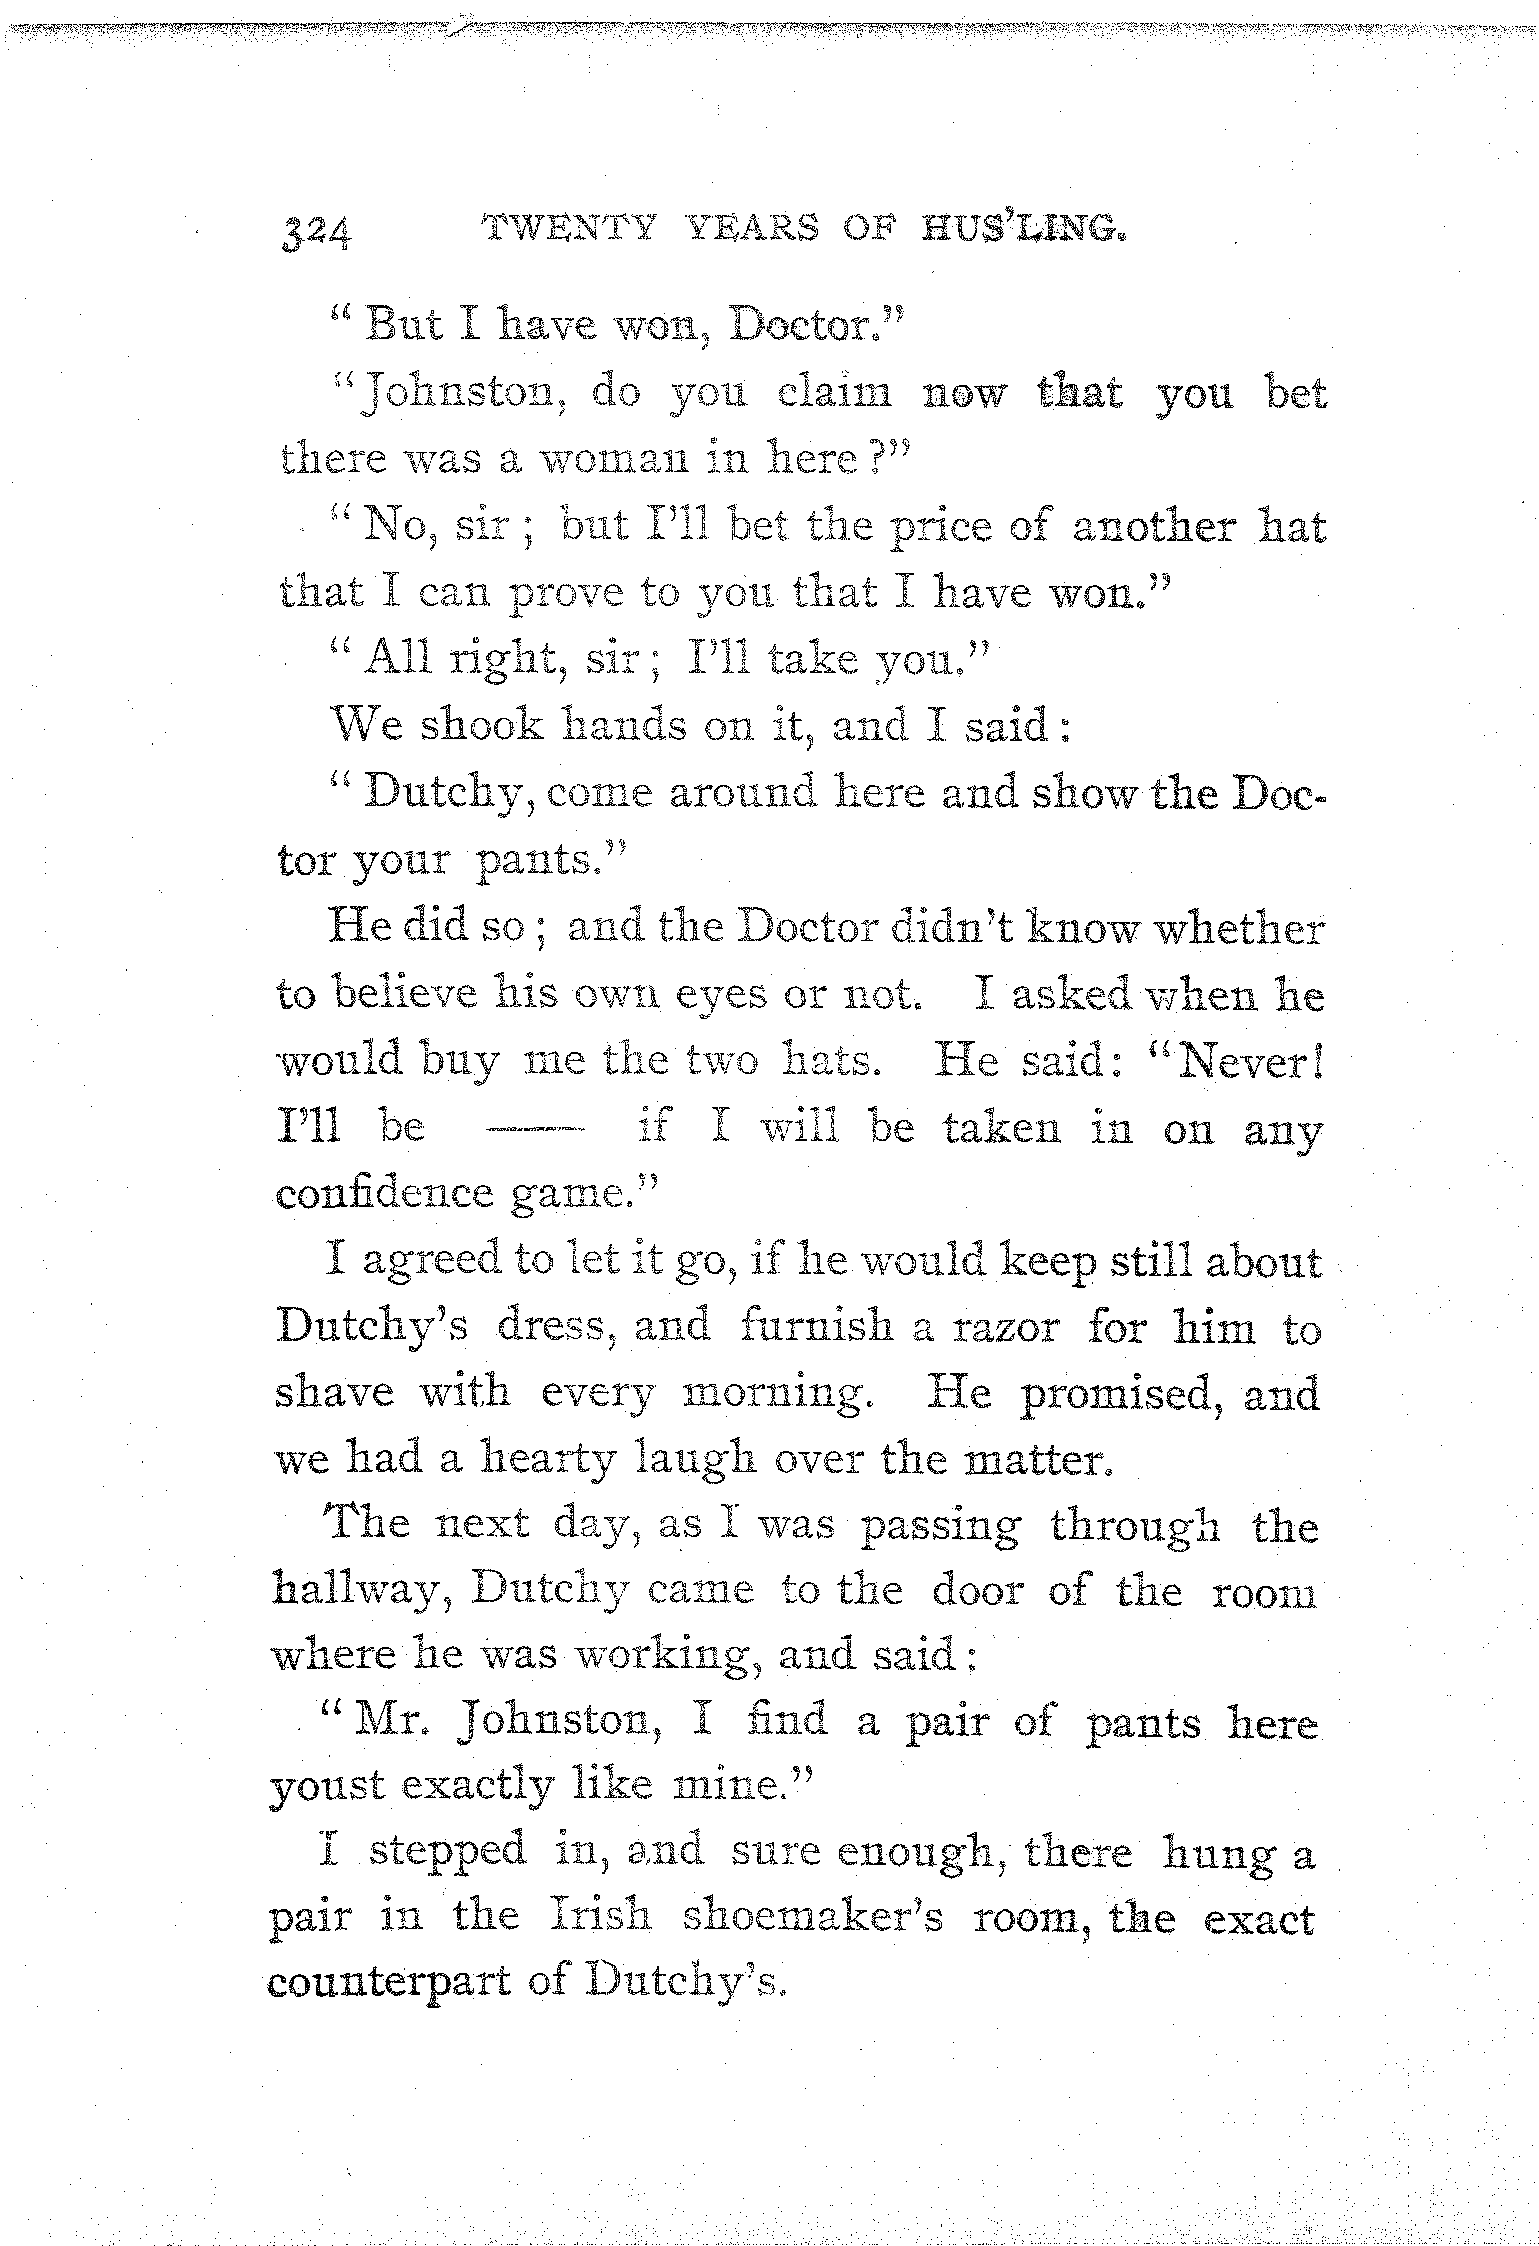 324 TWENTY YEARS OF HUS'LING.
“ But I have won, Doctor.”
“ Johnston, do you claim now that you bet
there was a woman in here ?”
“ No, sir ; but I'll bet the price of another hat
that I can prove to you that I have won.”
“ All right, sir ; I'll take you.”
We shook hands on it, and I said :
“ Dutchy, come around here and show the Doc-
tor your pants.”
He did so ; and the Doctor didn't know whether
to believe his own eyes or not. I asked when he
would buy me the two hats. He said: “Never!
I'll be —— if I will be taken in on any
confidence game.”
I agreed to let it go, if he would keep still about
Dutchy's dress, and furnish a razor for him to
shave with every morning. He promised, and
we had a hearty laugh over the matter.
The next day, as I was passing through the
hallway, Dutchy came to the door of the room
where he was working, and said :
“ Mr. Johnston, I find a pair of pants here
youst exactly like mine.”
I stepped in, and sure enough, there hung a
pair in the Irish shoemaker's room, the exact
counterpart of Dutchy's.